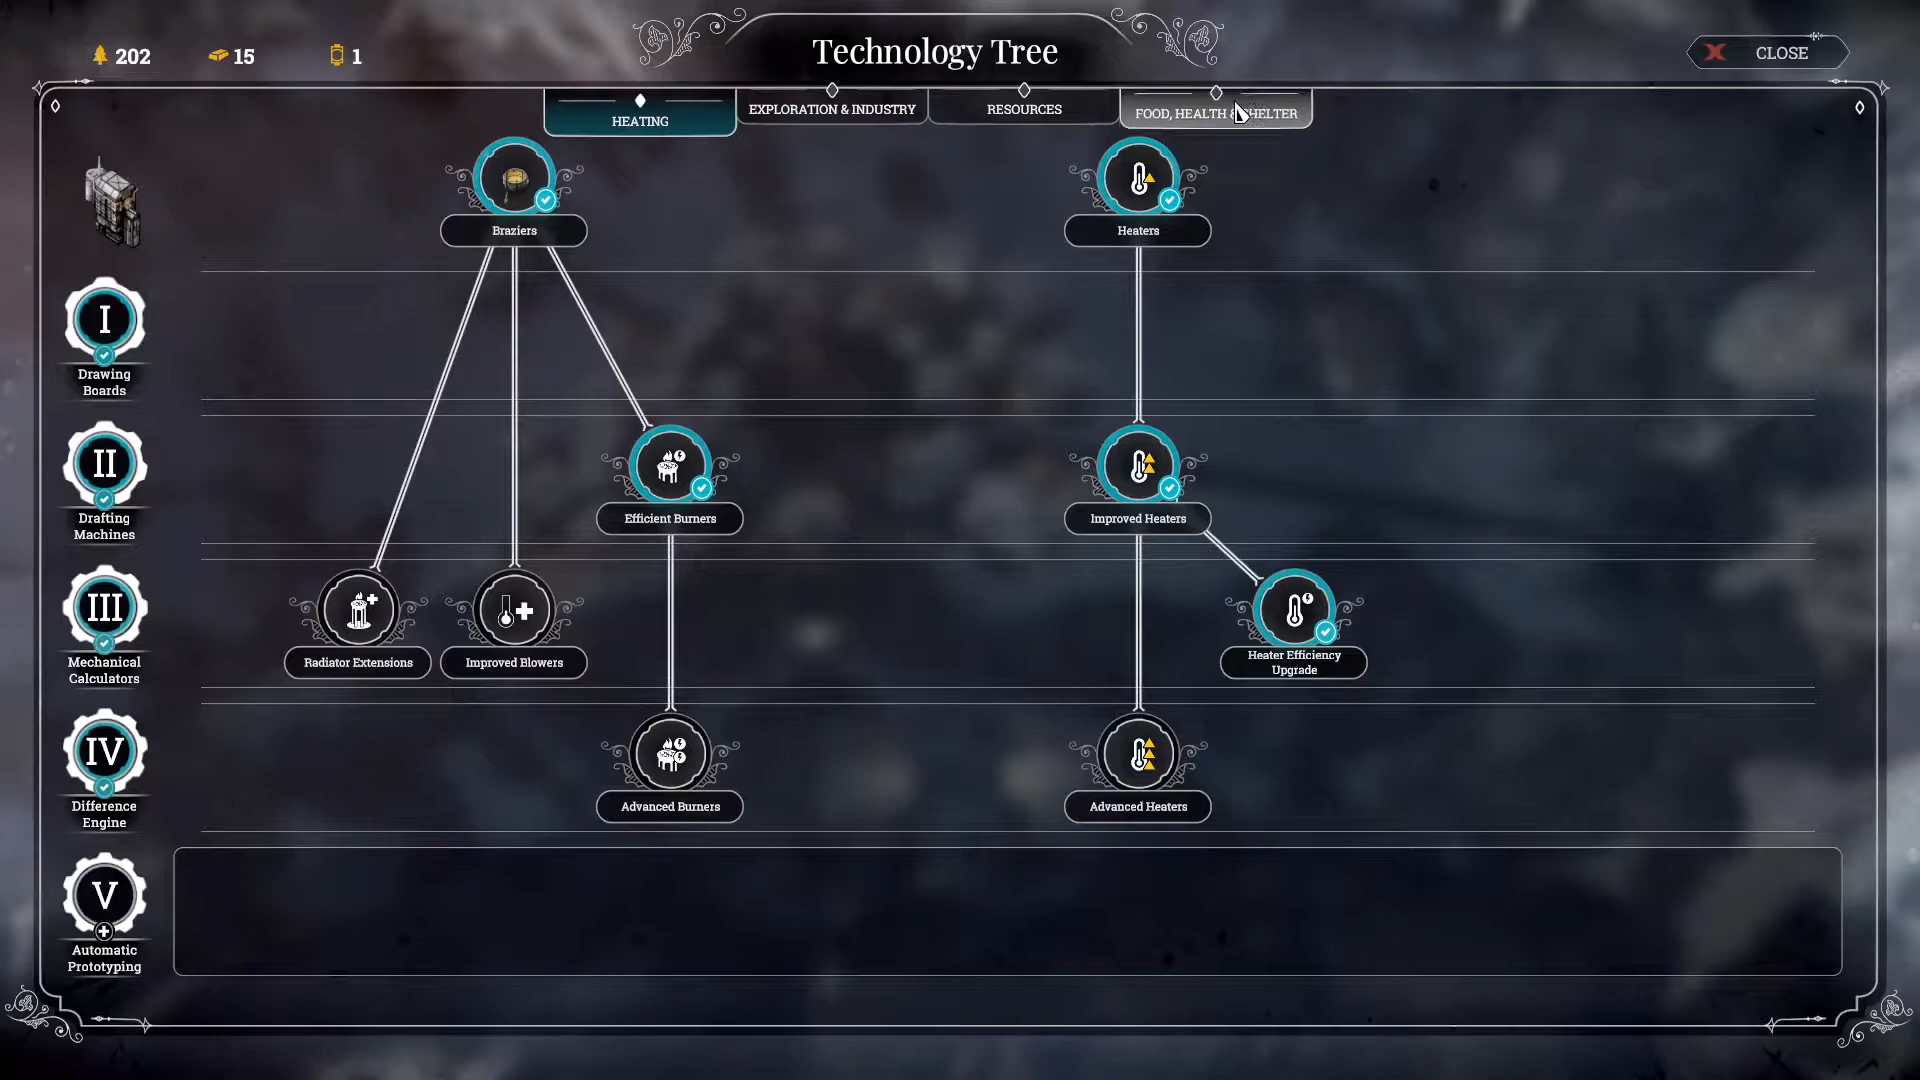 Technology Tree
202
15
1
CLOSE
HEATING
EXPLORATION & INDUSTRY
RESOURCES
FOOD, HEALTH & SHELTER
Braziers
Heaters
I
Drawing
Boards
II
Drafting
Machines
Efficient Burners
Improved Heaters
III
Mechanical
Calculators
Radiator Extensions
Improved Blowers
Heater Efficiency
Upgrade
IV
Difference
Engine
Advanced Burners
Advanced Heaters
V
Automatic
Prototyping